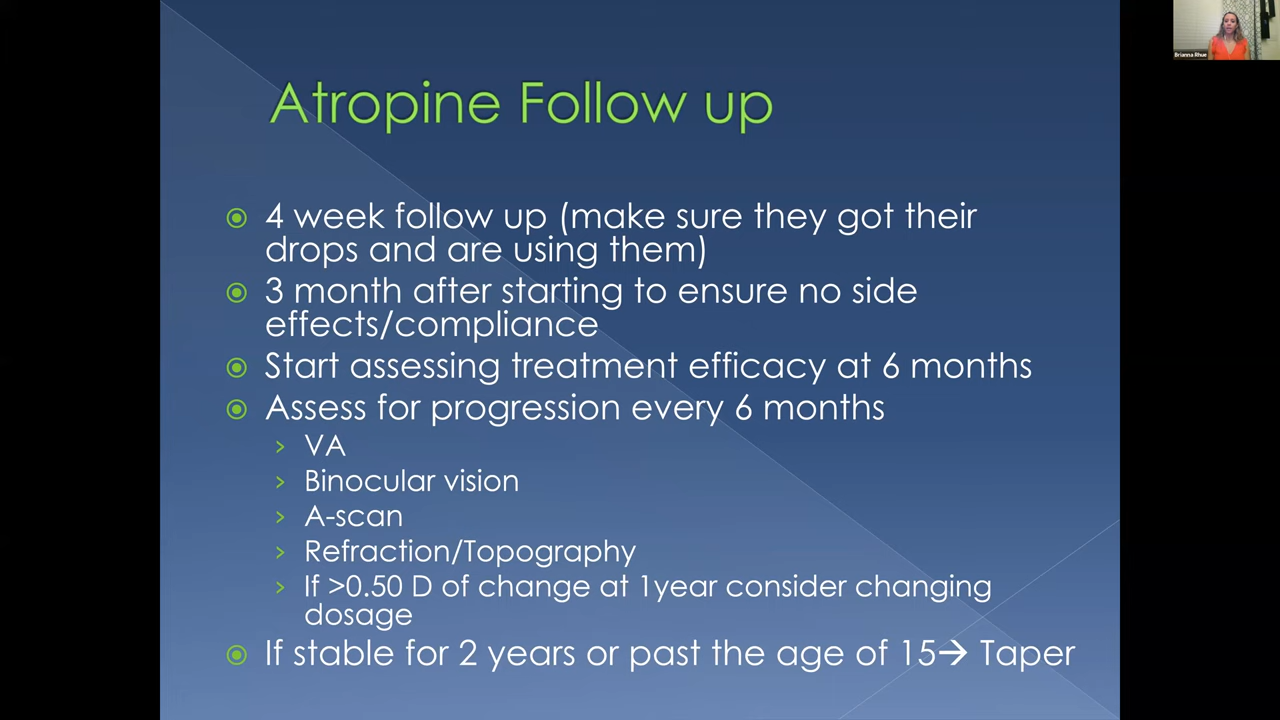 Brianna Rhue
Atropine Follow up
4 week follow up (make sure they got their
drops and are using them)
3 month after starting to ensure no side
effects/compliance
Start assessing treatment efficacy at 6 months
Assess for progression every 6 months
VA
Binocular vision
A-scan
Refraction/Topography
If >0.50 D of change at 1year consider changing
dosage
If stable for 2 years or past the age of 15→ Taper